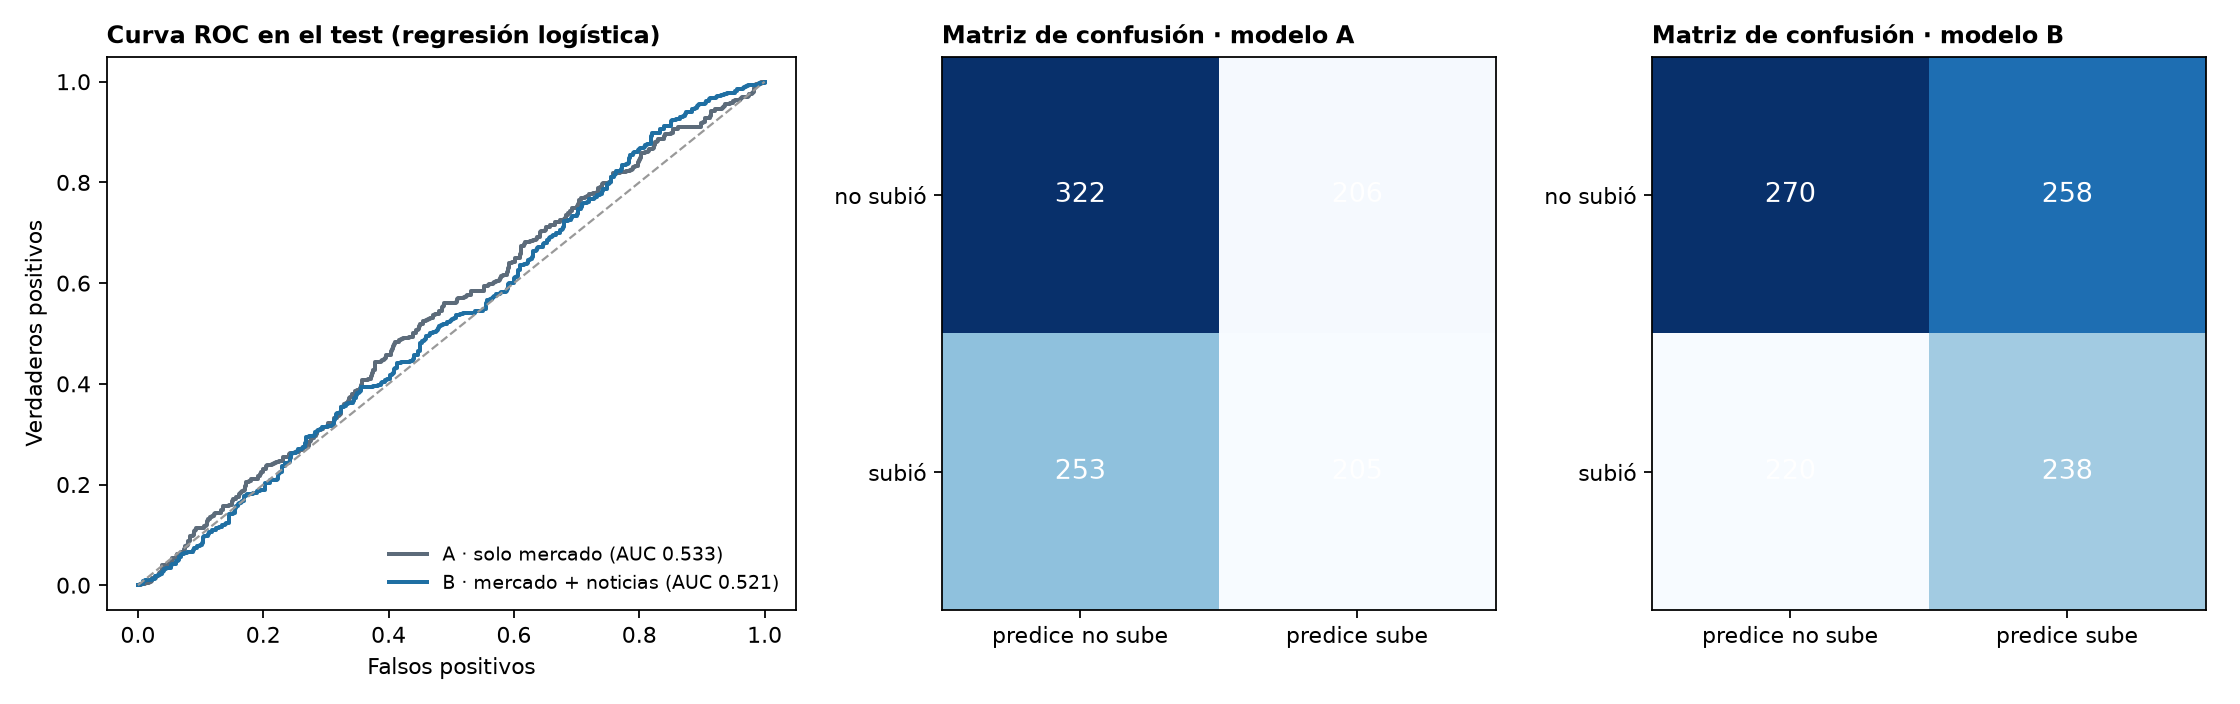 Curva ROC en el test (regresión logística)
1.0
0.8
0.6
0.4
0.2
0.0
Verdaderos positivos
A · solo mercado (AUC 0.533)
B · mercado + noticias (AUC 0.521)
0.0 0.2 0.4 0.6 0.8 1.0
Falsos positivos
Matriz de confusión · modelo A
no subió 322 206
subió 253 205
predice no sube predice sube
Matriz de confusión · modelo B
no subió 270 258
subió 220 238
predice no sube predice sube